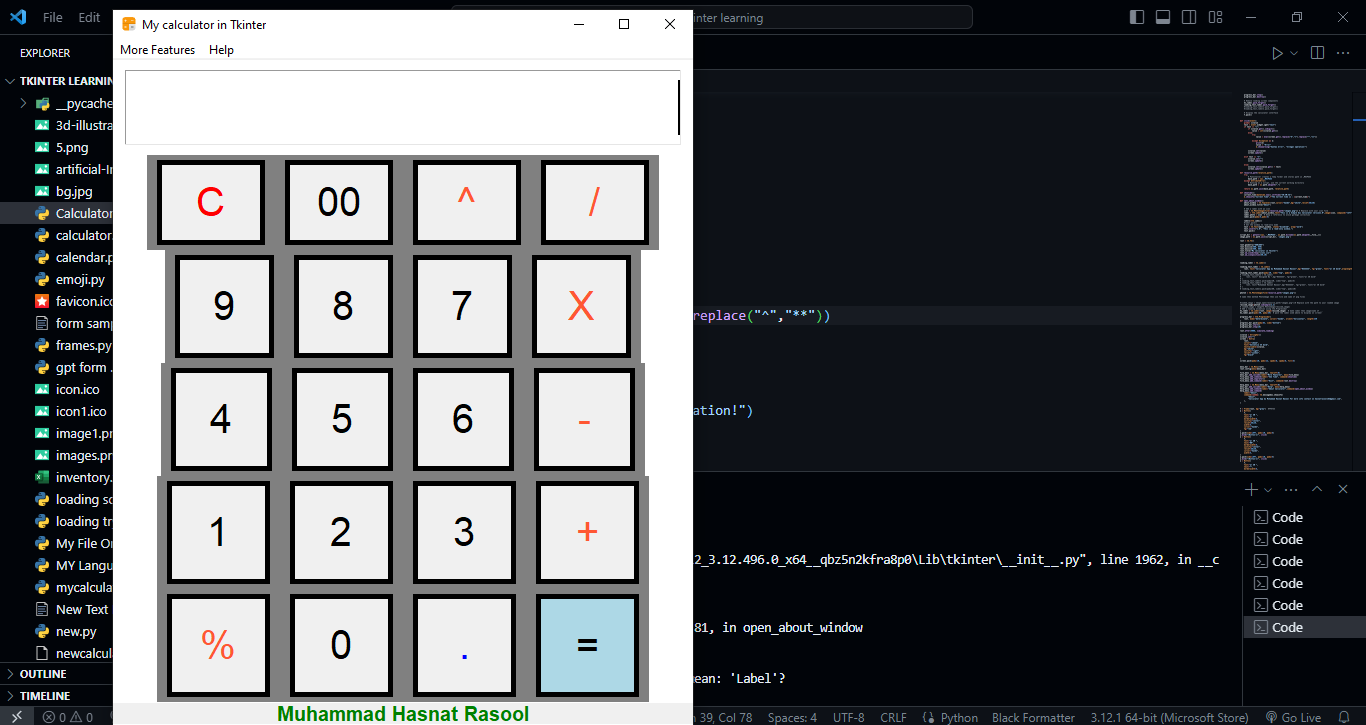 File Edit
My calculator in Tkinter
inter learning
More Features Help
EXPLORER
TKINTER LEARNIN
__pycache
3d-illustra
5.png
artificial-In
bg.jpg
Calculator
calculator.
calendar.p
emoji.py
favicon.ico
form samp
frames.py
gpt form .
icon.ico
icon1.ico
image1.pn
images.pn
inventory.
loading sc
loading tr
My File Or
MY Langu
mycalcula
New Text
new.py
newcalcul
OUTLINE
TIMELINE
C 00 ^ /
9 8 7 X
4 5 6 -
1 2 3 +
% 0 . =
Muhammad Hasnat Rasool
replace("^","**"))
ation!")
2_3.12.496.0_x64__qbz5n2kfra8p0\Lib\tkinter\__init__.py", line 1962, in __c
81, in open_about_window
ean: 'Label'?
Code
Code
Code
Code
Code
Code
0 0
n 39, Col 78 Spaces: 4 UTF-8 CRLF Python Black Formatter 3.12.1 64-bit (Microsoft Store) Go Live